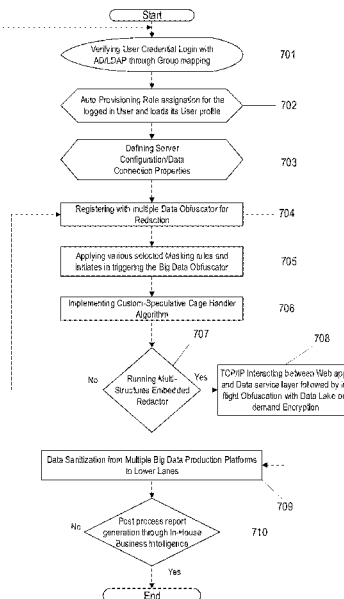 Start
Verifying User Credential Login with
AD/LDAP through Group mapping
701
Auto Provisioning Role assignation for the
logged in User and loads its User profile
702
Defining Server
Configuration/Data
Connection Properties
703
Registering with multiple Data Obfuscator for
Redaction
704
Applying various selected Masking rules and
initiates in triggering the Big Data Obfuscator
705
Implementing Custom-Speculative Cage Handler
Algorithm
706
707
708
No
Running Multi-
Structures Embedded
Redactor
Yes
TCP/IP Interacting between Web app
and Data service layer followed by in
flight Obfuscation with Data Lake on
demand Encryption
Data Sanitization from Multiple Big Data Production Platforms
to Lower Lanes
709
No
Post process report
generation through In-House
Business Intelligence
710
Yes
End